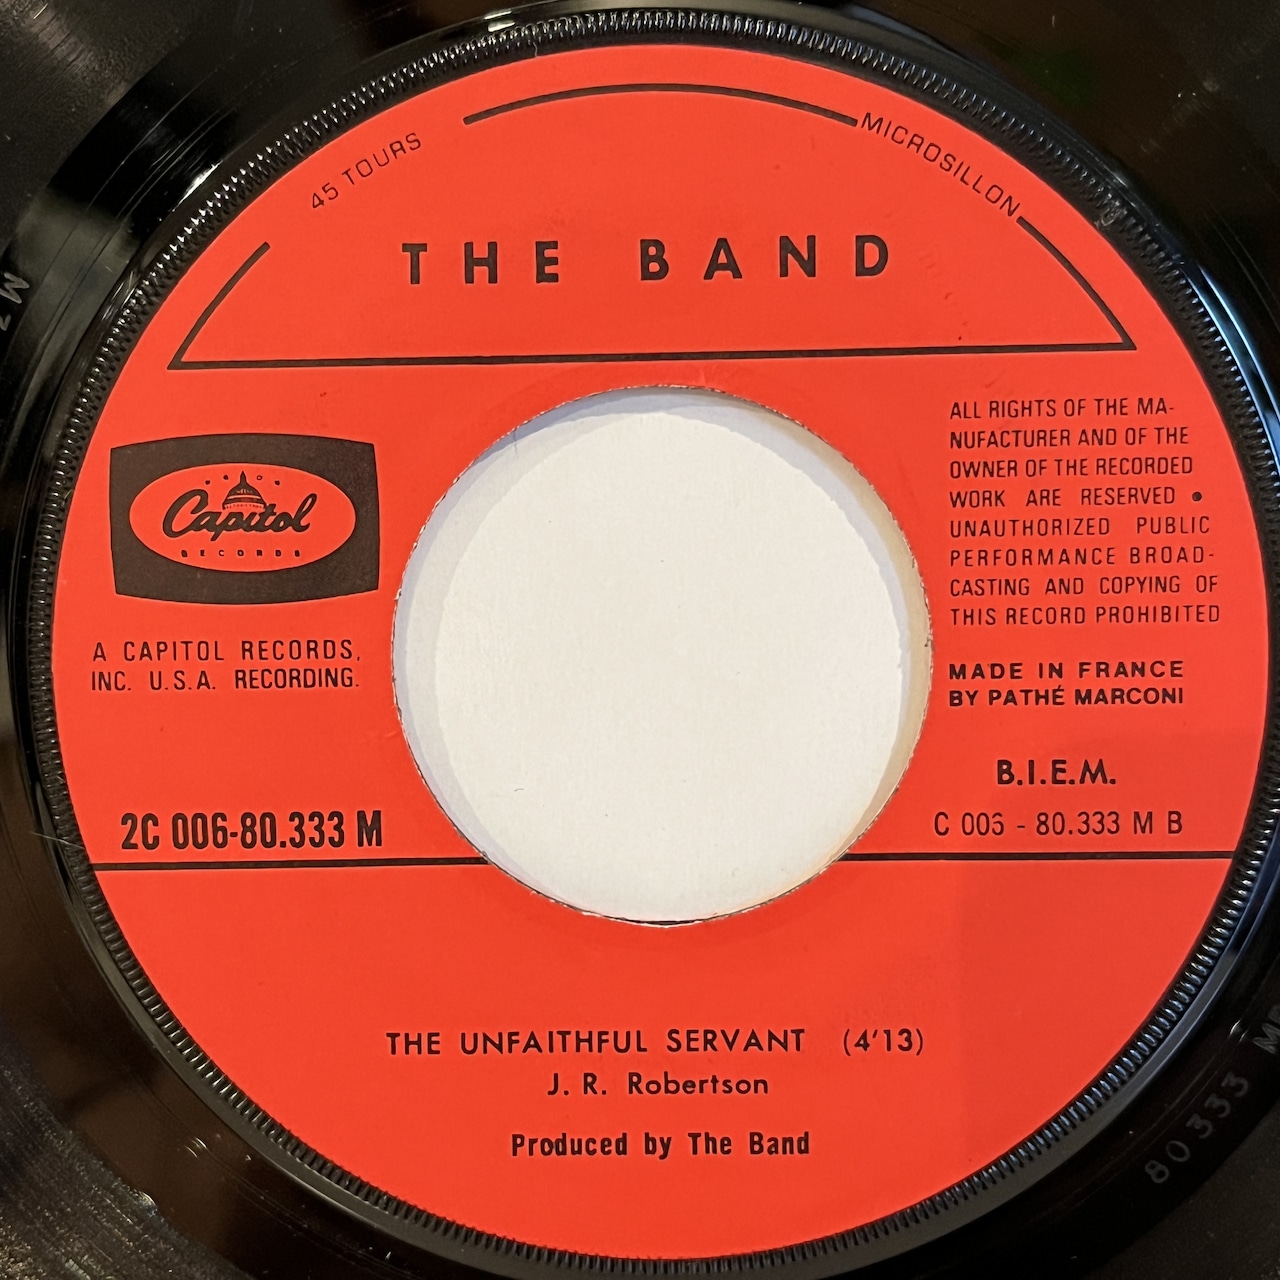 45 TOURS
MICROSILLON
THE BAND
Capitol
RECORDS
A CAPITOL RECORDS,
INC. U.S.A. RECORDING.
2C 006-80.333 M
ALL RIGHTS OF THE MA-
NUFACTURER AND OF THE
OWNER OF THE RECORDED
WORK ARE RESERVED •
UNAUTHORIZED PUBLIC
PERFORMANCE BROAD-
CASTING AND COPYING OF
THIS RECORD PROHIBITED
MADE IN FRANCE
BY PATHÉ MARCONI
B.I.E.M.
C 006 - 80.333 M B
THE UNFAITHFUL SERVANT (4'13)
J. R. Robertson
Produced by The Band
80 333